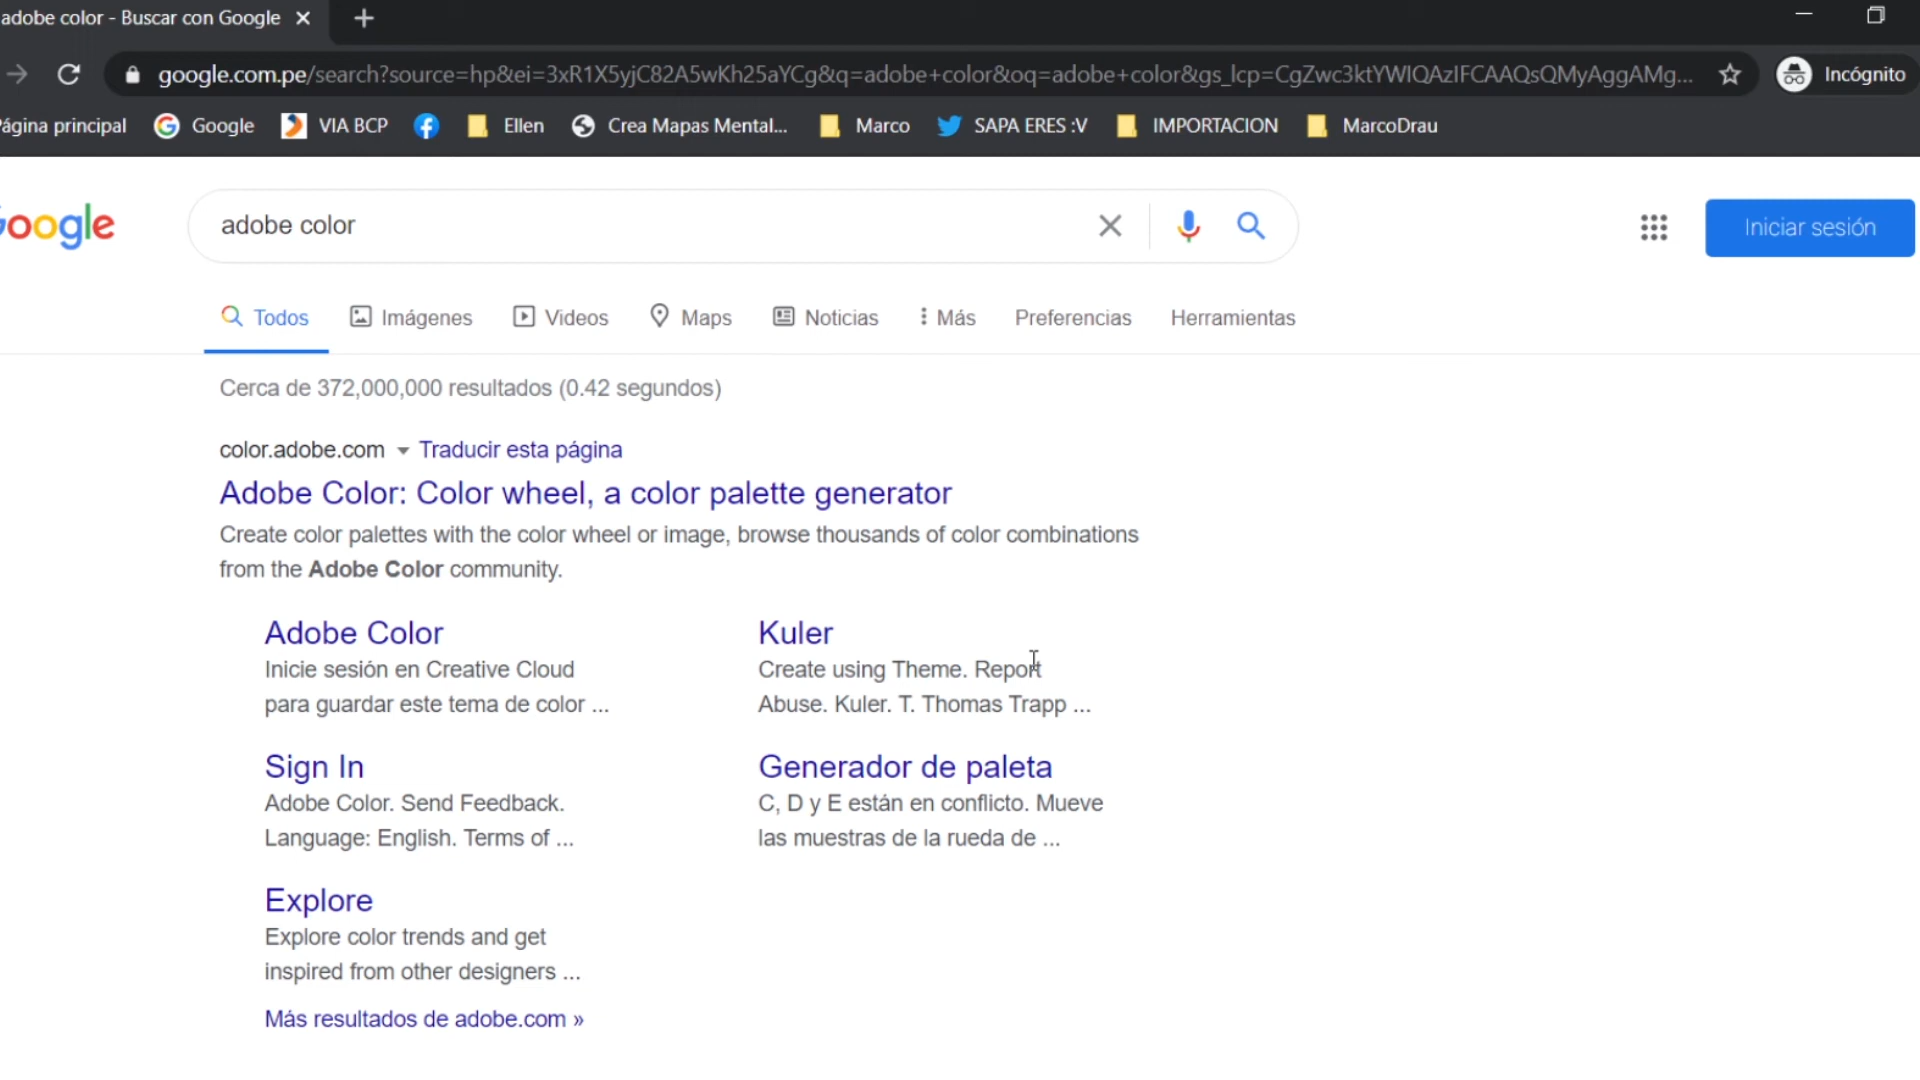 adobe color - Buscar con Google
google.com.pe/search?source=hp&ei=3xR1X5yjC82A5wKh25aYCg&q=adobe+color&oq=adobe+color&gs_lcp=CgZwc3ktYWIQAzIFCAAQsQMyAggAMg... Incógnito
Página principal Google VIA BCP Ellen Crea Mapas Mental... Marco SAPA ERES :V IMPORTACION MarcoDrau
Google adobe color Iniciar sesión
Todos Imágenes Videos Maps Noticias Más Preferencias Herramientas
Cerca de 372,000,000 resultados (0.42 segundos)
color.adobe.com Traducir esta página
Adobe Color: Color wheel, a color palette generator
Create color palettes with the color wheel or image, browse thousands of color combinations
from the Adobe Color community.
Adobe Color
Inicie sesión en Creative Cloud
para guardar este tema de color ...
Kuler
Create using Theme. Report
Abuse. Kuler. T. Thomas Trapp ...
Sign In
Adobe Color. Send Feedback.
Language: English. Terms of ...
Generador de paleta
C, D y E están en conflicto. Mueve
las muestras de la rueda de ...
Explore
Explore color trends and get
inspired from other designers ...
Más resultados de adobe.com »